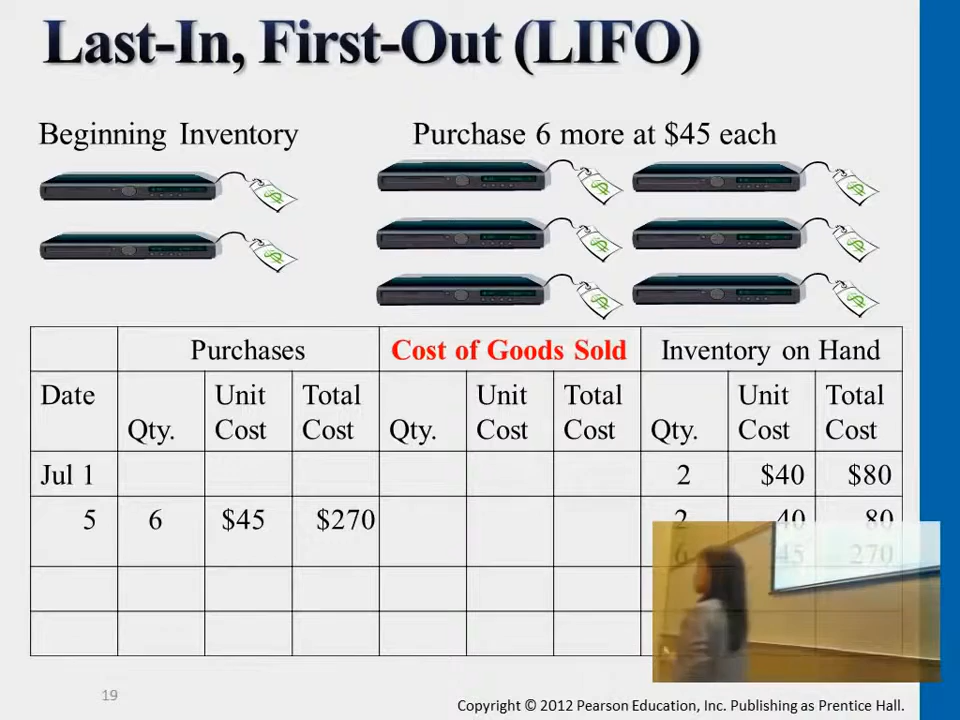 Last-In, First-Out (LIFO)
Beginning Inventory
Purchase 6 more at $45 each
Purchases Cost of Goods Sold Inventory on Hand
Date Qty. Unit Cost Total Cost Qty. Unit Cost Total Cost Qty. Unit Cost Total Cost
Jul 1 2 $40 $80
5 6 $45 $270 2 40 80
6 45 270
19
Copyright © 2012 Pearson Education, Inc. Publishing as Prentice Hall.